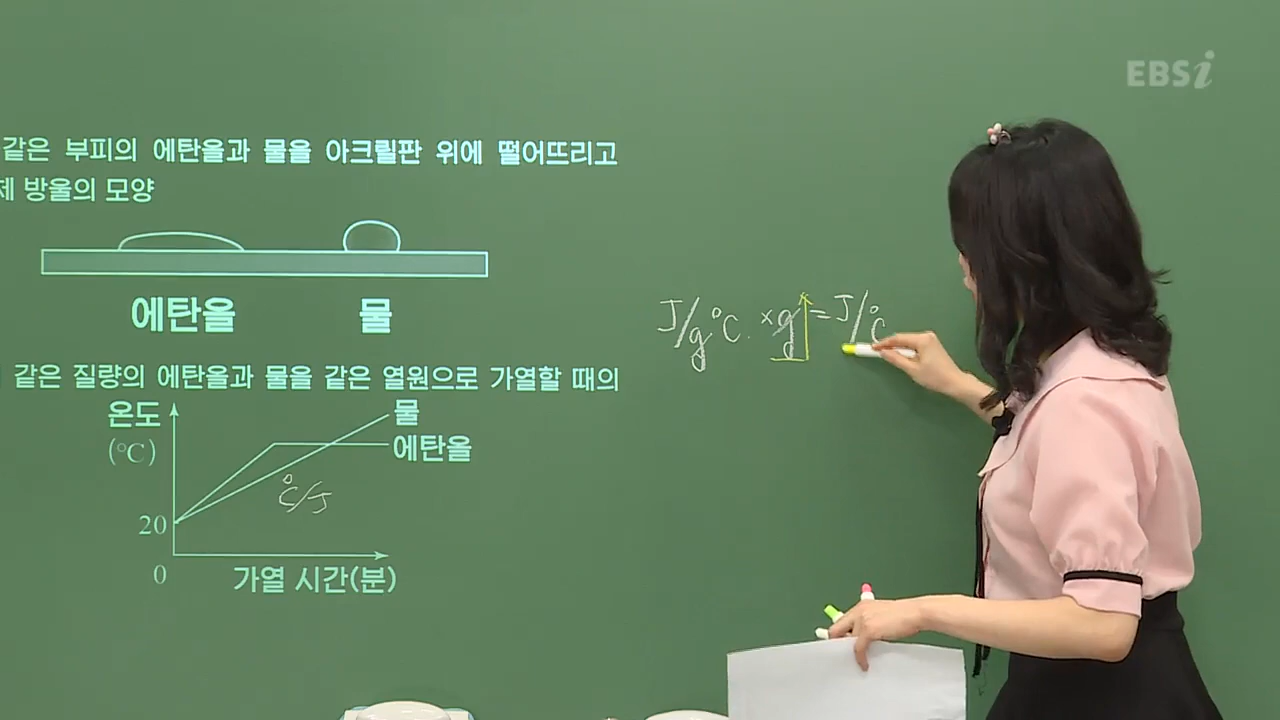 EBSi
같은 부피의 에탄올과 물을 아크릴판 위에 떨어뜨리고
체 방울의 모양
에탄올 물
J/g°C. ×g = J/°C
같은 질량의 에탄올과 물을 같은 열원으로 가열할 때의
온도
(°C)
물
에탄올
°C/J
20
0
가열 시간(분)